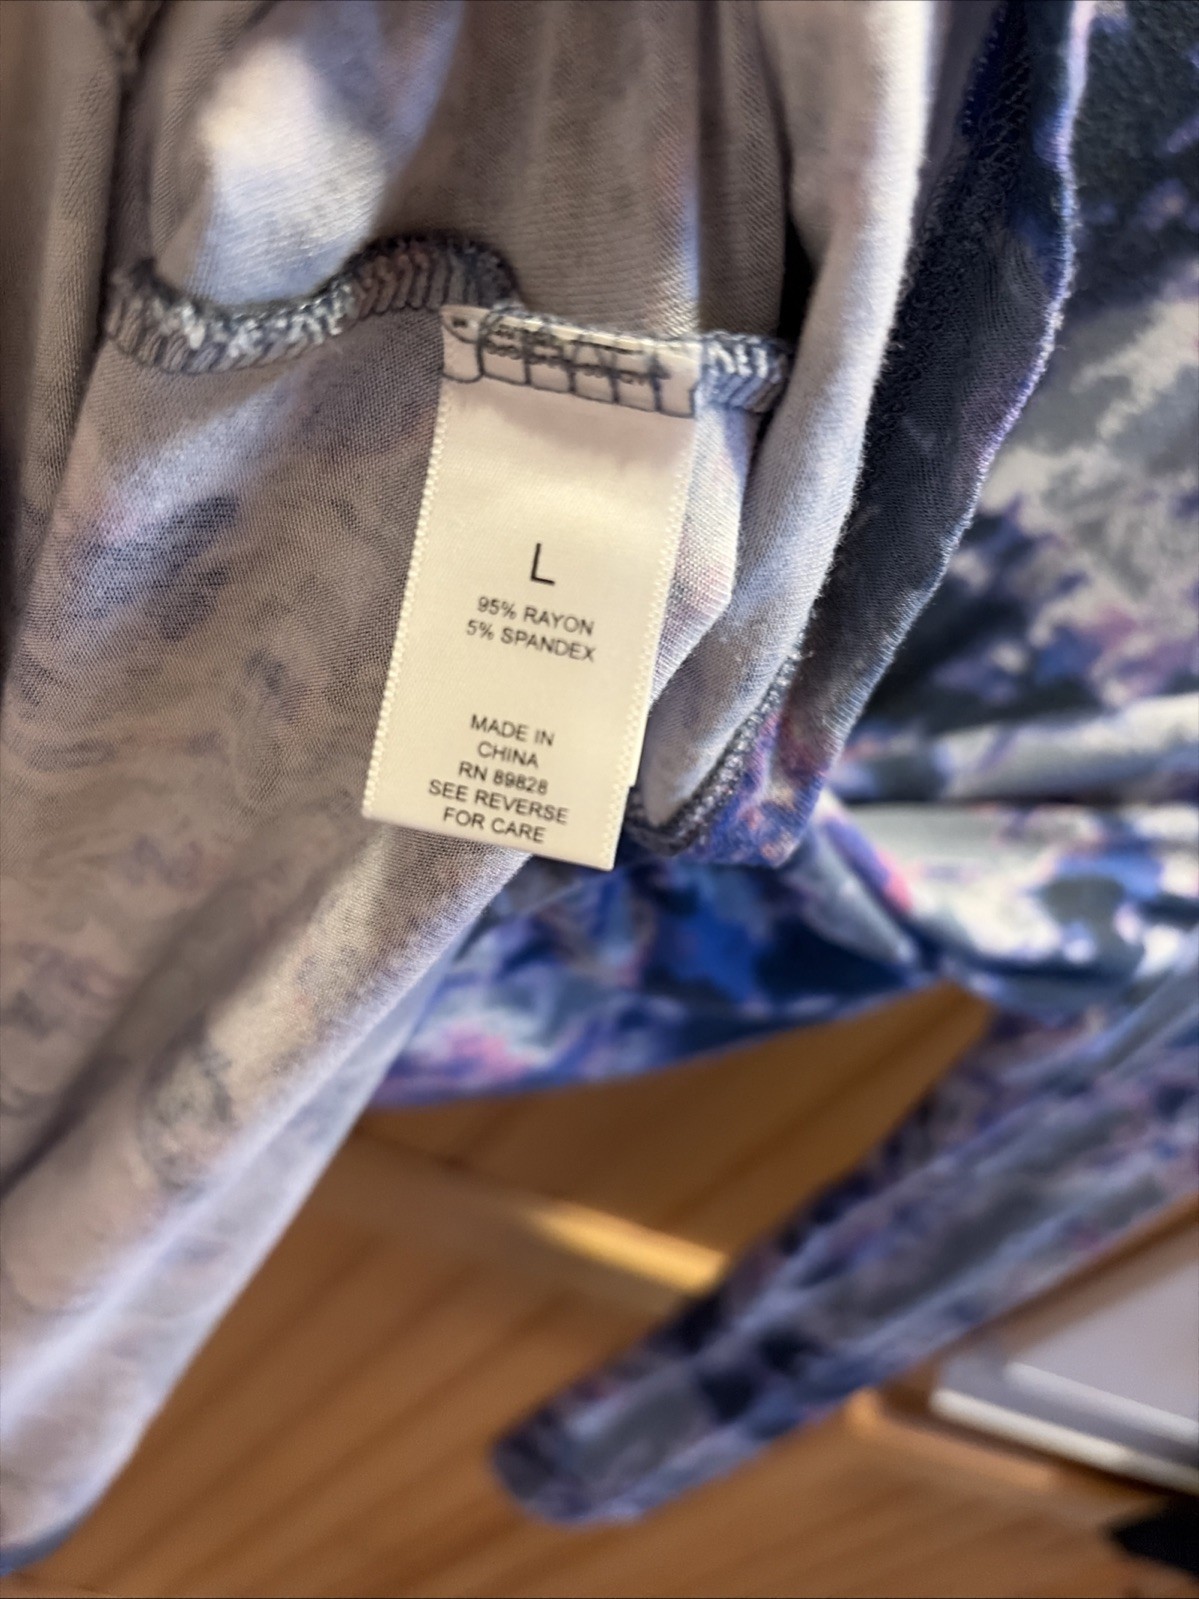 L
95% RAYON
5% SPANDEX
MADE IN
CHINA
RN 89828
SEE REVERSE
FOR CARE